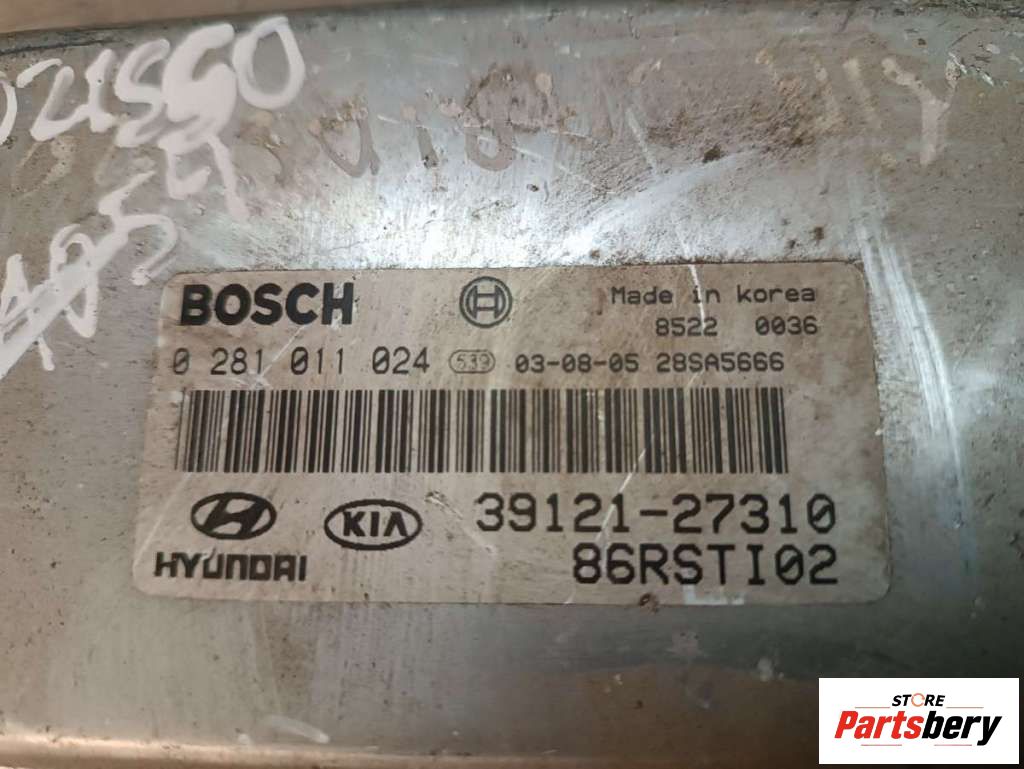 BOSCH
Made in korea
8522 0036
0 281 011 024 539 03-08-05 28SA5666
HYUNDAI KIA 39121-27310
86RSTI02
STORE
Partsbery